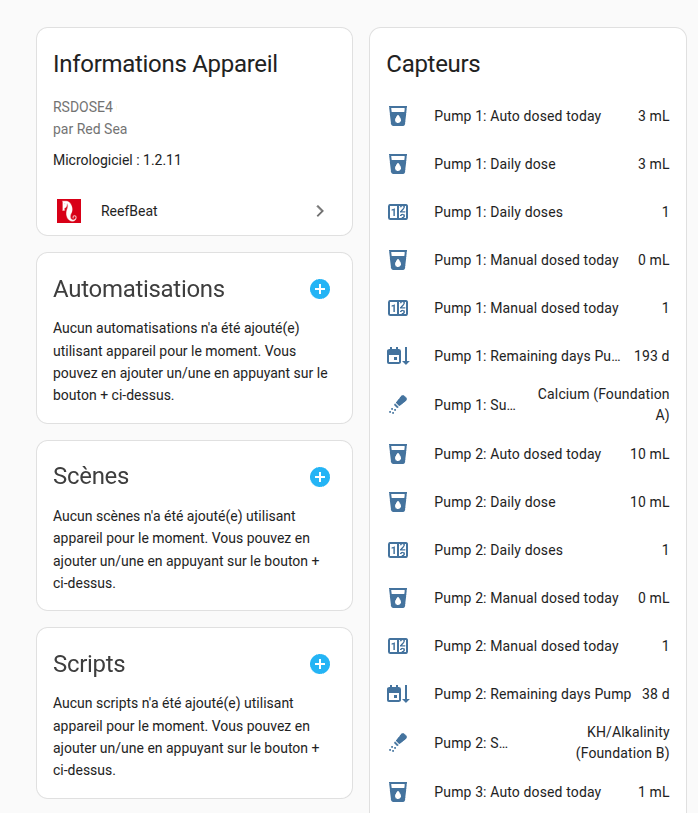 Informations Appareil
RSDOSE4
par Red Sea
Micrologiciel : 1.2.11
ReefBeat
Automatisations
Aucun automatisations n'a été ajouté(e)
utilisant appareil pour le moment. Vous
pouvez en ajouter un/une en appuyant sur le
bouton + ci-dessus.
Scènes
Aucun scènes n'a été ajouté(e) utilisant
appareil pour le moment. Vous pouvez en
ajouter un/une en appuyant sur le bouton +
ci-dessus.
Scripts
Aucun scripts n'a été ajouté(e) utilisant
appareil pour le moment. Vous pouvez en
ajouter un/une en appuyant sur le bouton +
ci-dessus.
Capteurs
Pump 1: Auto dosed today 3 mL
Pump 1: Daily dose 3 mL
Pump 1: Daily doses 1
Pump 1: Manual dosed today 0 mL
Pump 1: Manual dosed today 1
Pump 1: Remaining days Pu... 193 d
Pump 1: Su... Calcium (Foundation
A)
Pump 2: Auto dosed today 10 mL
Pump 2: Daily dose 10 mL
Pump 2: Daily doses 1
Pump 2: Manual dosed today 0 mL
Pump 2: Manual dosed today 1
Pump 2: Remaining days Pump 38 d
Pump 2: S... KH/Alkalinity
(Foundation B)
Pump 3: Auto dosed today 1 mL